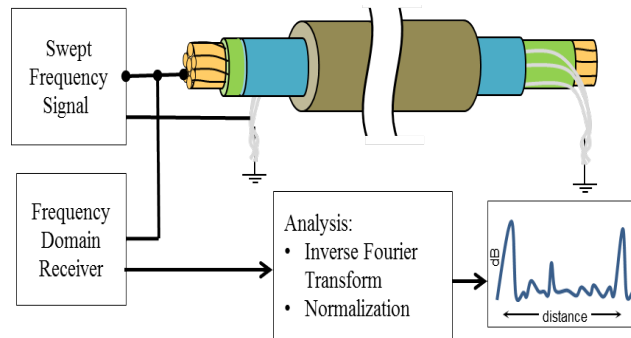 Swept
Frequency
Signal
Frequency
Domain
Receiver
Analysis:
• Inverse Fourier
Transform
• Normalization
dB
distance